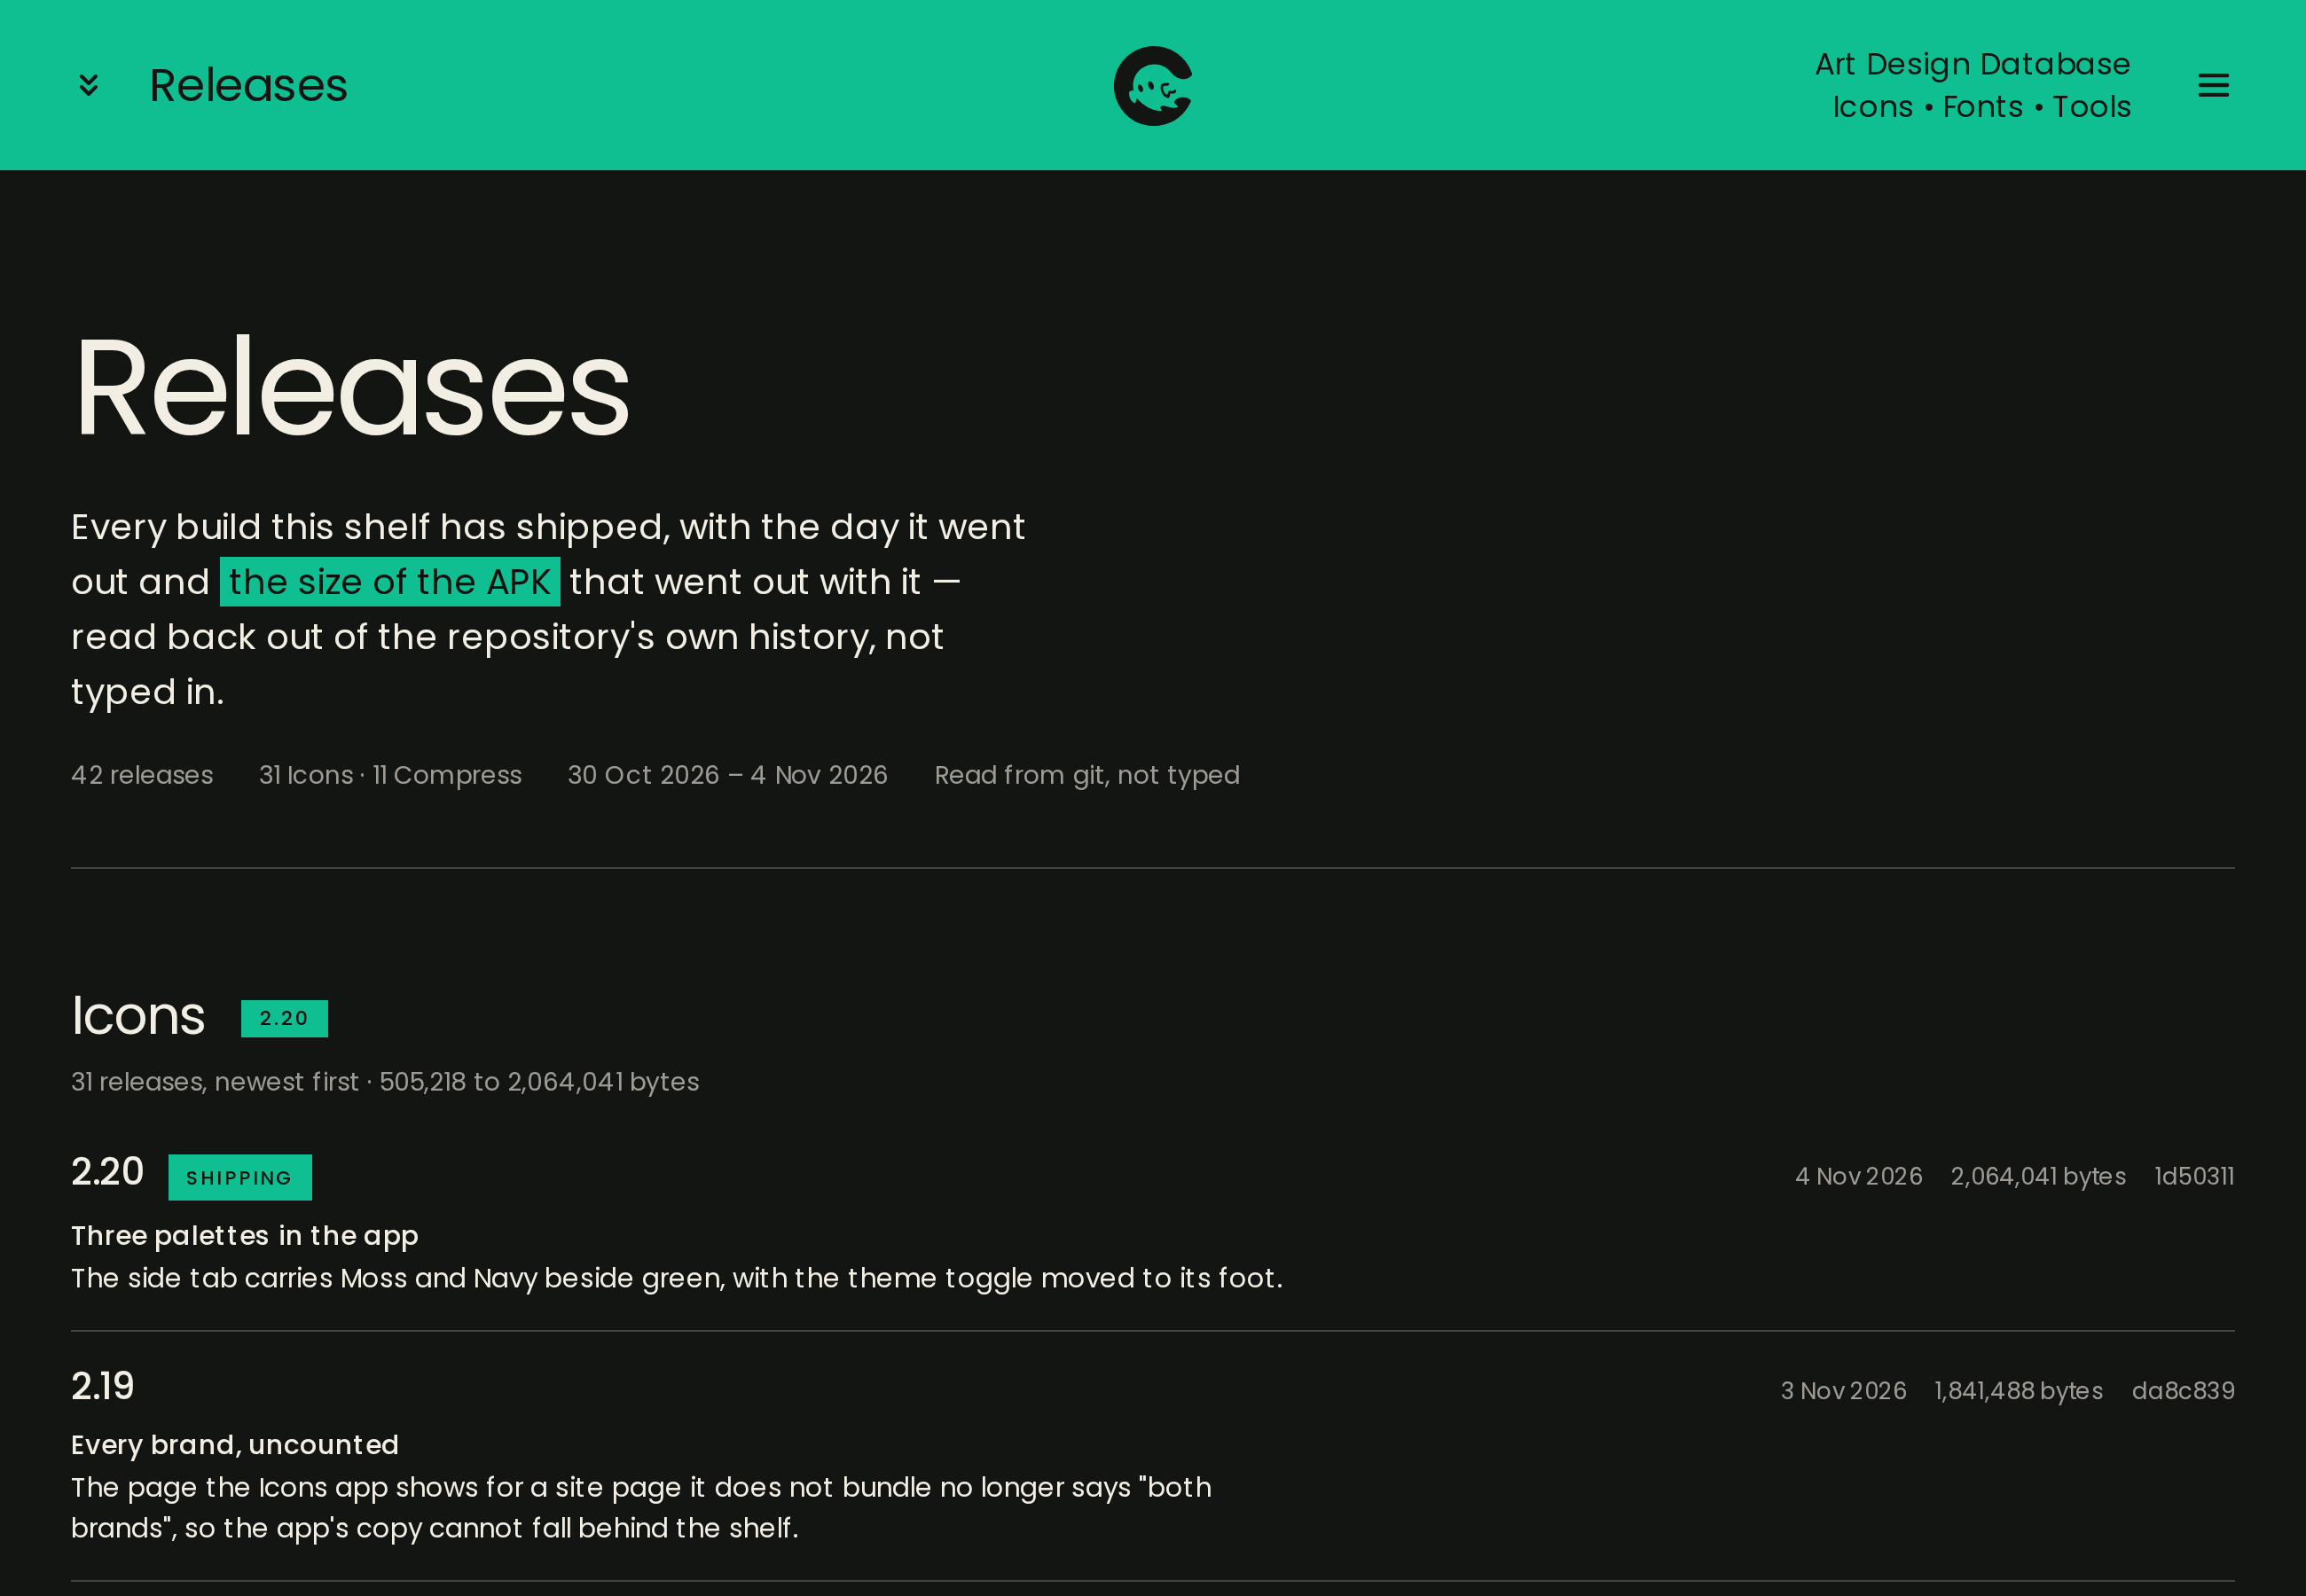 Releases
Art Design Database
Icons • Fonts • Tools
Releases
Every build this shelf has shipped, with the day it went
out and the size of the APK that went out with it —
read back out of the repository's own history, not
typed in.
42 releases 31 Icons · 11 Compress 30 Oct 2026 – 4 Nov 2026 Read from git, not typed
Icons 2.20
31 releases, newest first · 505,218 to 2,064,041 bytes
2.20 SHIPPING 4 Nov 2026 2,064,041 bytes 1d50311
Three palettes in the app
The side tab carries Moss and Navy beside green, with the theme toggle moved to its foot.
2.19 3 Nov 2026 1,841,488 bytes da8c839
Every brand, uncounted
The page the Icons app shows for a site page it does not bundle no longer says "both
brands", so the app's copy cannot fall behind the shelf.